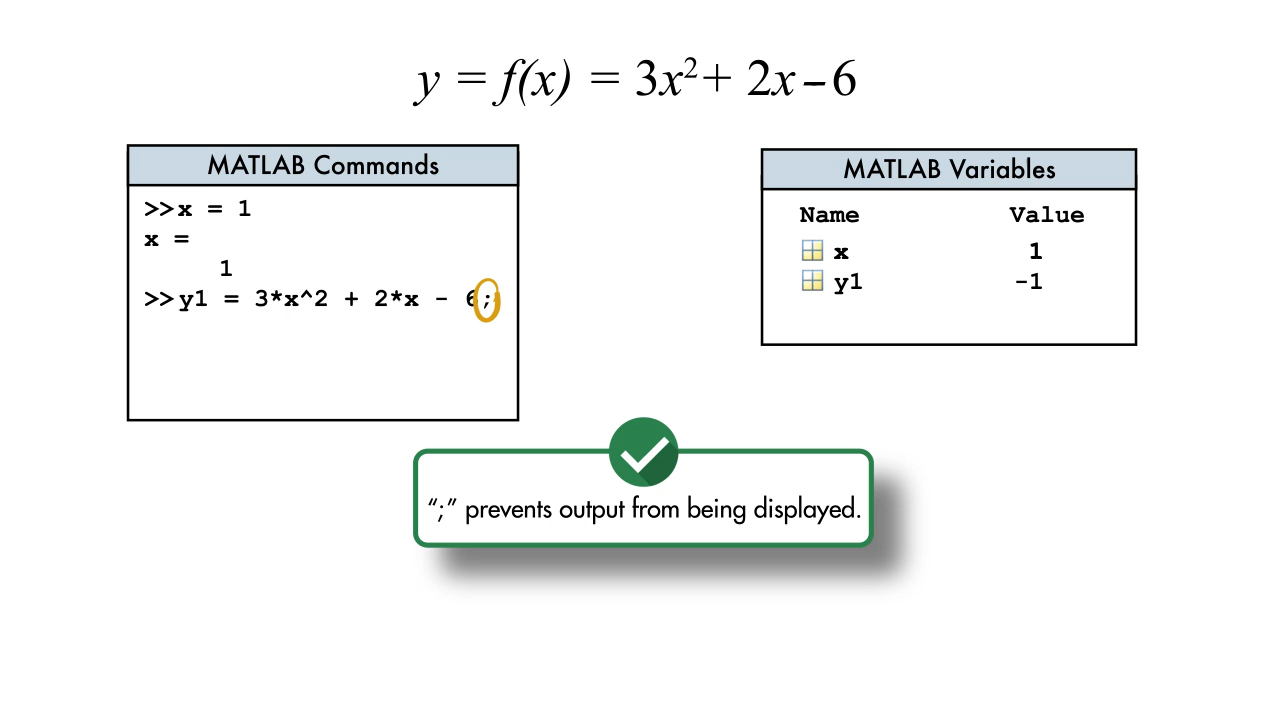 y = f(x) = 3x² + 2x – 6
MATLAB Commands
>>x = 1
x =
1
>>y1 = 3*x^2 + 2*x - 6;
MATLAB Variables
Name Value
x 1
y1 -1
“;” prevents output from being displayed.